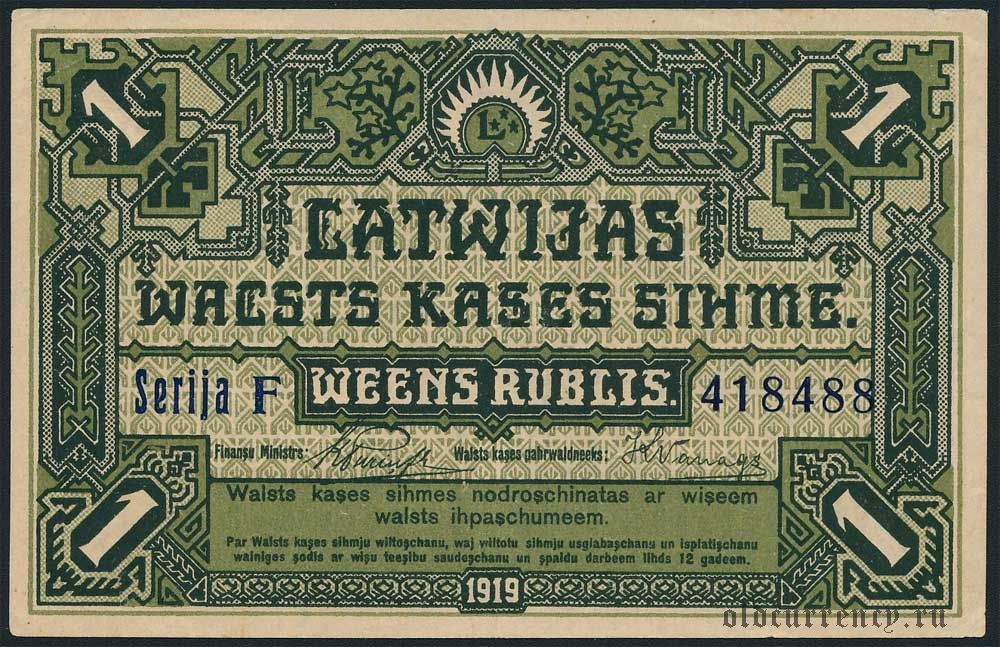 1 1
L
LATWIJAS
WALSTS KASES SIHME.
Serija F WEENS RUBLIS. 418488
Finanşu Ministrs: Walsts kaşes pahrwaldneeks:
1 1
Walsts kaşes sihmes nodroşchinatas ar wişeem
walsts ihpaşchumeem.
Par Walsts kaşes sihmju wiltoşchanu, waj wiltotu sihmju usglabaşchanu un isplatişchanu
wainiges şodis ar wişu teeşibu saudeşchanu un spaidu darbeem lihds 12 gadeem.
1919
oldcurrency.ru